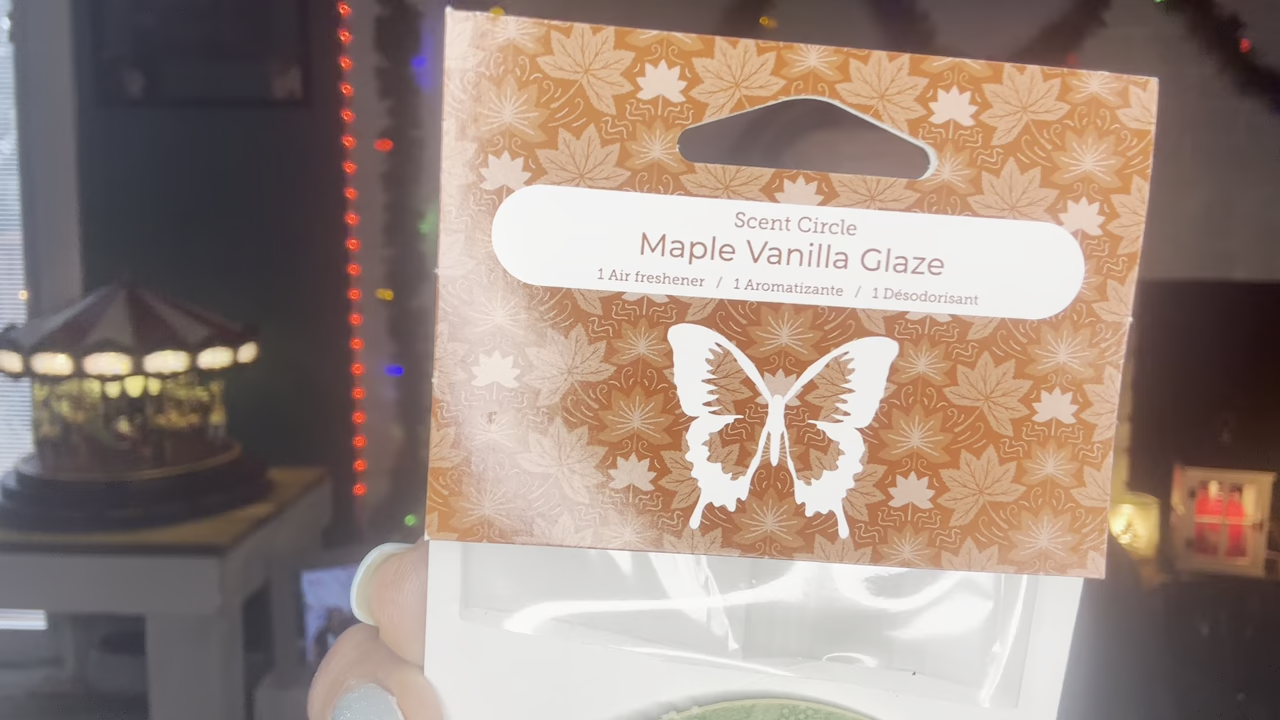 Scent Circle
Maple Vanilla Glaze
1 Air freshener / 1 Aromatizante / 1 Désodorisant